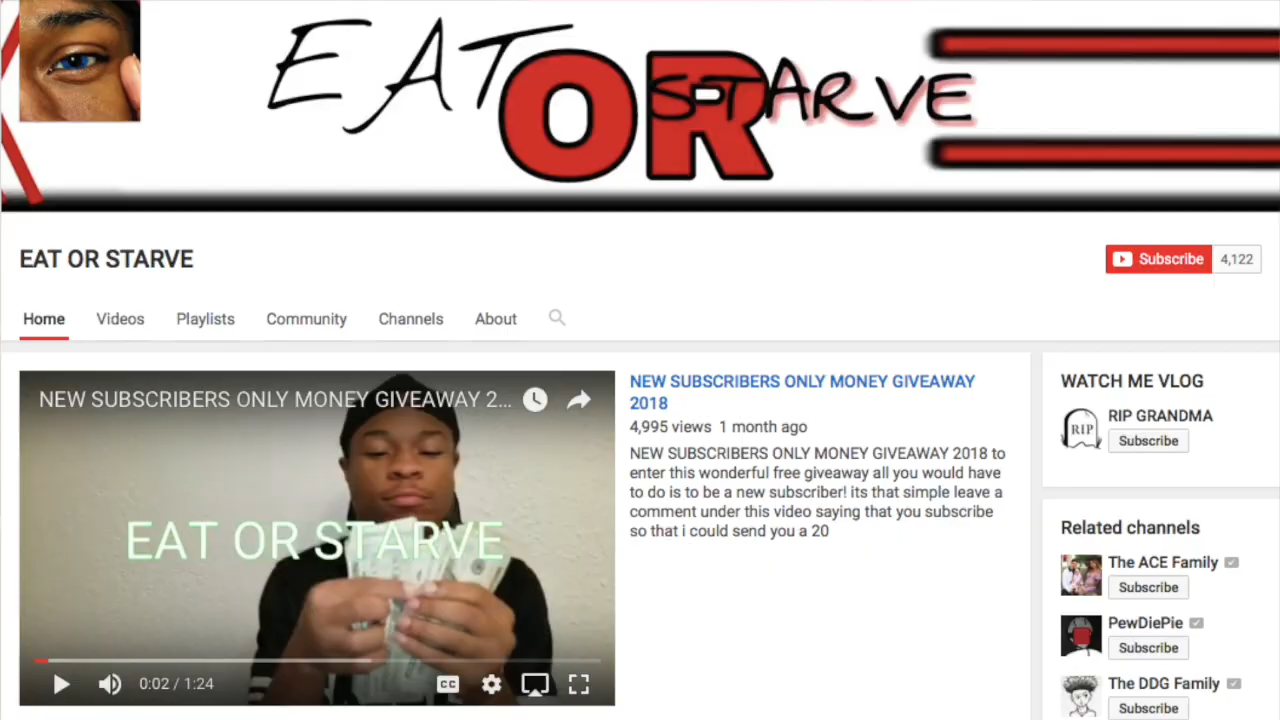 EAT OR STARVE
EAT OR STARVE
Subscribe 4,122
Home Videos Playlists Community Channels About
NEW SUBSCRIBERS ONLY MONEY GIVEAWAY 2...
EAT OR STARVE
0:02 / 1:24
CC
NEW SUBSCRIBERS ONLY MONEY GIVEAWAY
2018
4,995 views 1 month ago
NEW SUBSCRIBERS ONLY MONEY GIVEAWAY 2018 to
enter this wonderful free giveaway all you would have
to do is to be a new subscriber! its that simple leave a
comment under this video saying that you subscribe
so that i could send you a 20
WATCH ME VLOG
RIP
RIP GRANDMA
Subscribe
Related channels
The ACE Family
Subscribe
PewDiePie
Subscribe
The DDG Family
Subscribe